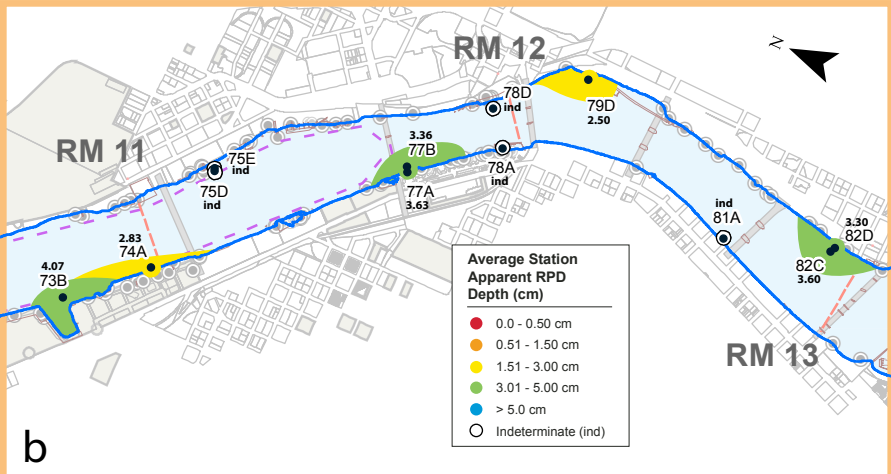 RM 12
N
78D
ind
79D
2.50
RM 11
75E
ind
75D
ind
3.36
77B
77A
3.63
78A
ind
ind
81A
3.30
82D
82C
3.60
2.83
74A
4.07
73B
RM 13
Average Station
Apparent RPD
Depth (cm)
0.0 - 0.50 cm
0.51 - 1.50 cm
1.51 - 3.00 cm
3.01 - 5.00 cm
> 5.0 cm
Indeterminate (ind)
b